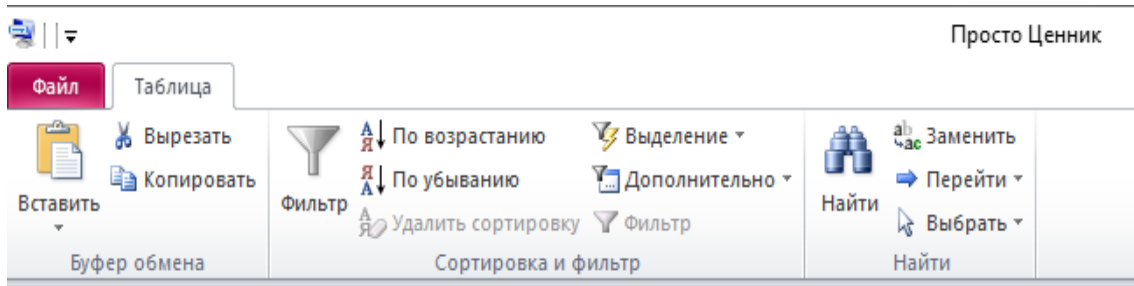 Просто Ценник
Файл
Таблица
Вставить
Вырезать
Копировать
Буфер обмена
Фильтр
По возрастанию
По убыванию
Удалить сортировку
Выделение
Дополнительно
Фильтр
Сортировка и фильтр
Найти
Заменить
Перейти
Выбрать
Найти